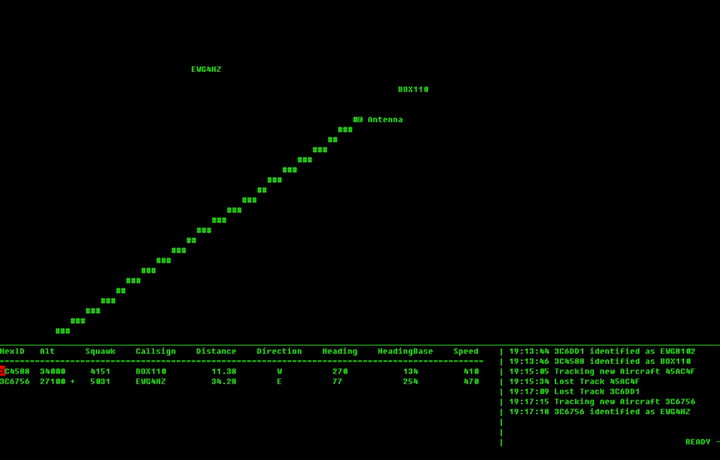 EWG4HZ
BOX110
#@ Antenna
###
##
###
###
###
###
##
###
###
###
###
##
###
###
###
###
##
###
###
###
###
HexID Alt Squawk Callsign Distance Direction Heading HeadingBase Speed
3C4588 34000 4151 BOX110 11.38 W 270 134 410
3C6756 27100 + 5031 EWG4HZ 34.28 E 77 254 470
| 19:13:44 3C6DD1 identified as EWG8102
| 19:13:46 3C4588 identified as BOX110
| 19:15:05 Tracking new Aircraft 45AC4F
| 19:15:34 Lost Track 45AC4F
| 19:17:09 Lost Track 3C6DD1
| 19:17:15 Tracking new Aircraft 3C6756
| 19:17:18 3C6756 identified as EWG4HZ
READY -